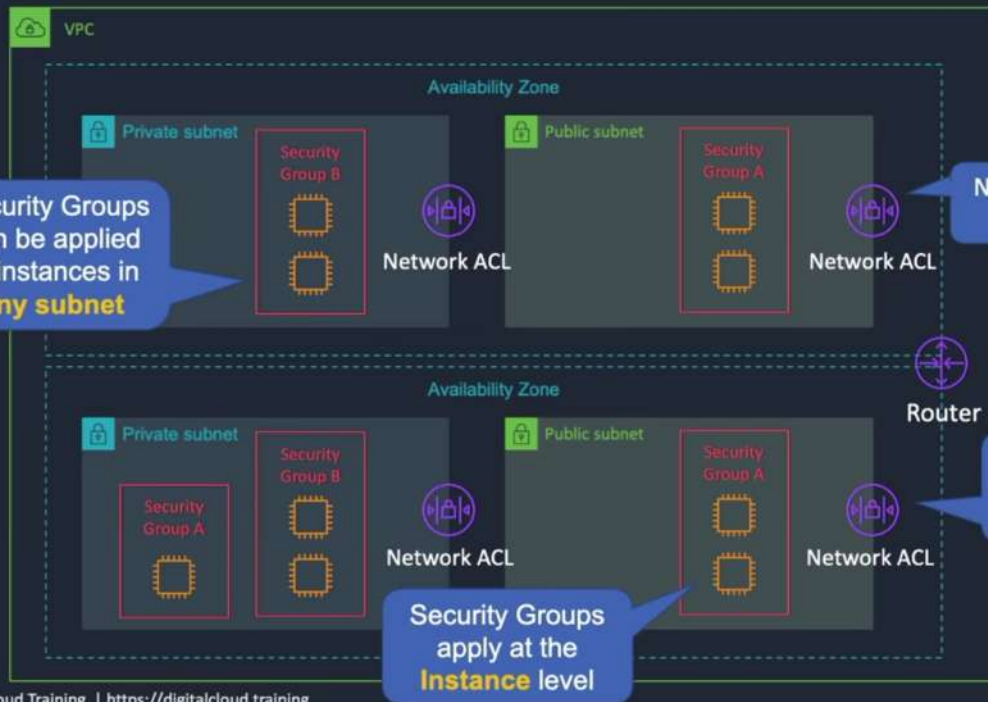 VPC
Availability Zone
Private subnet
Public subnet
Security
Group B
Security
Group A
Network ACL
Network ACL
curity Groups
n be applied
instances in
ny subnet
N
Availability Zone
Router
Private subnet
Public subnet
Security
Group B
Security
Group A
Security
Group A
Network ACL
Network ACL
Security Groups
apply at the
Instance level
oud Training | https://digitalcloud.training